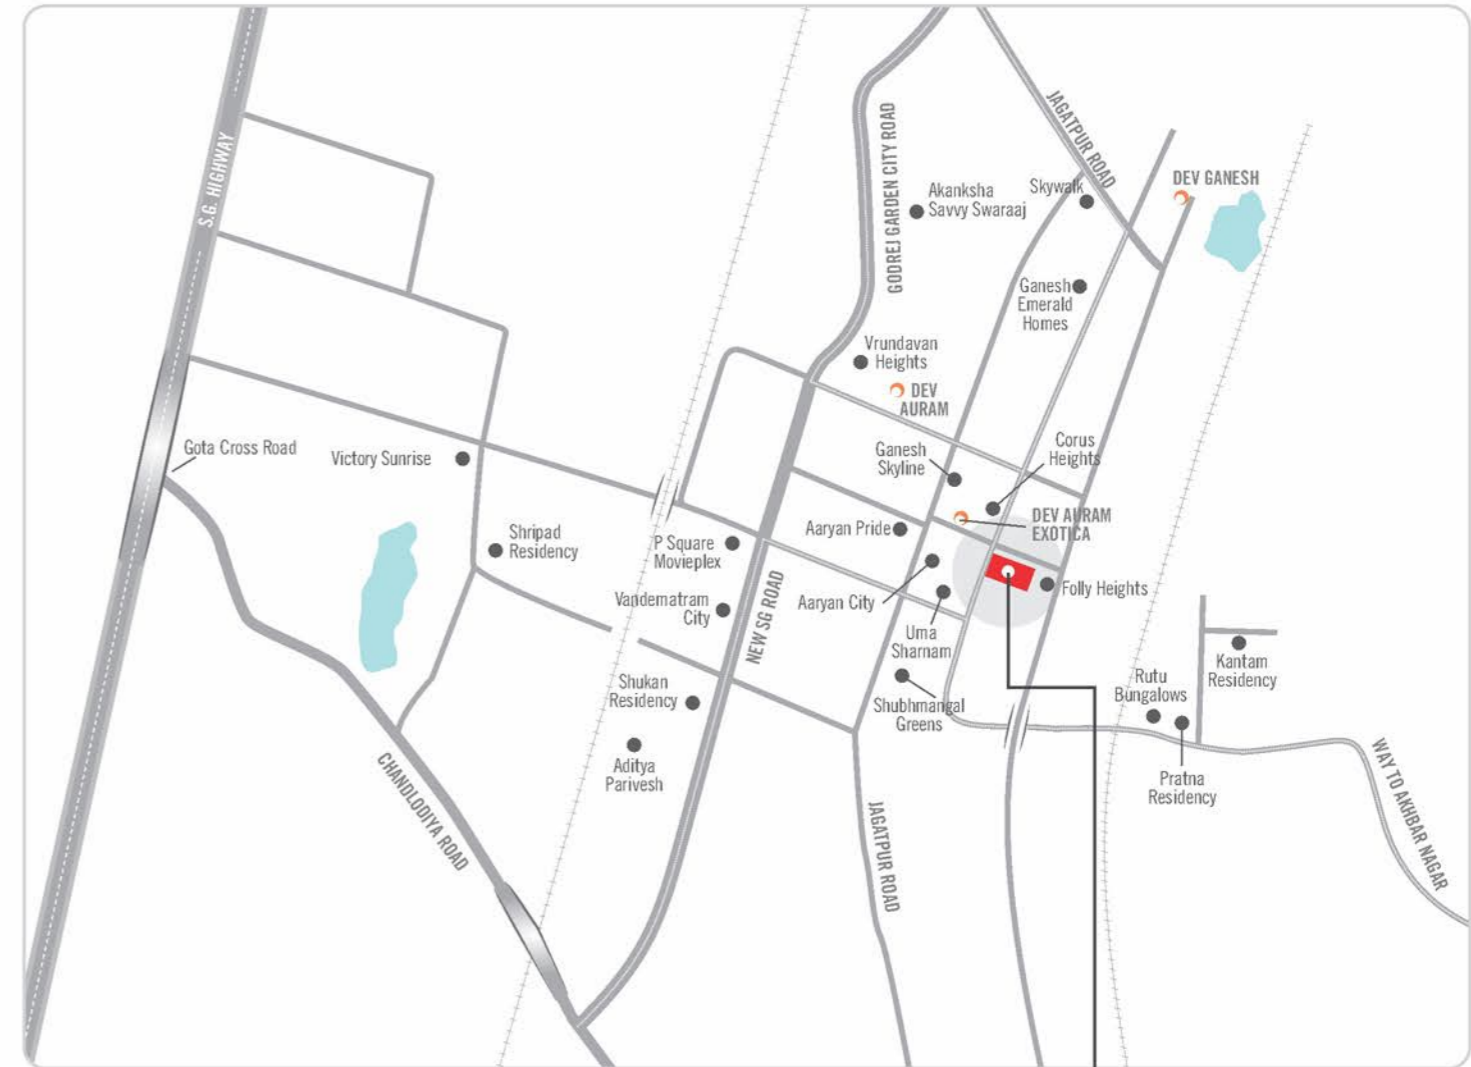 S.G. HIGHWAY
Gota Cross Road
Victory Sunrise
Shripad
Residency
CHANDLODIYA ROAD
P Square
Movieplex
Vandematram
City
Shukan
Residency
Aditya
Parivesh
NEW SG ROAD
GODREJ GARDEN CITY ROAD
Akanksha
Savvy Swaraaj
JAGATPUR ROAD
Skywalk
DEV GANESH
Ganesh
Emerald
Homes
Vrundavan
Heights
DEV
AURAM
Ganesh
Skyline
Corus
Heights
Aaryan Pride
DEV AURAM
EXOTICA
Aaryan City
Folly Heights
Uma
Sharnam
Shubhmangal
Greens
JAGATPUR ROAD
Rutu
Bungalows
Kantam
Residency
Pratna
Residency
WAY TO AKHBAR NAGAR